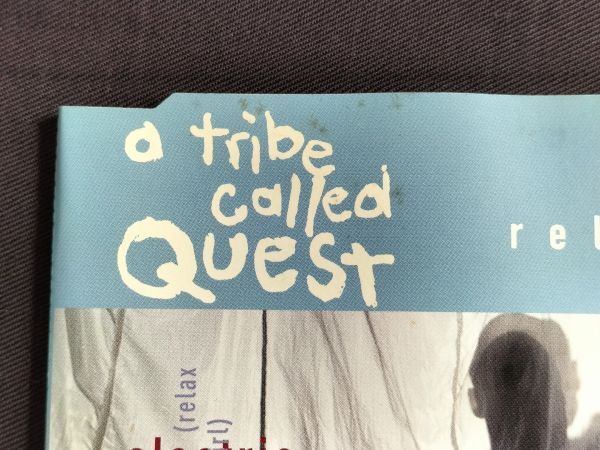 a tribe
called
Quest
rel
(relax
rl)
electric